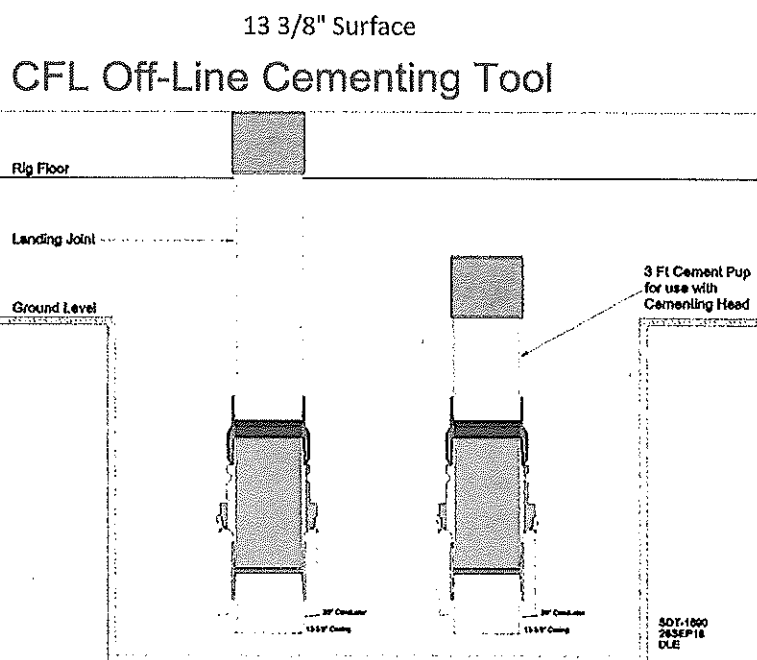 13 3/8" Surface
CFL Off-Line Cementing Tool
Rig Floor
Landing Joint
3 Ft Cement Pup
for use with
Cementing Head
Ground Level
20" Conductor
13-3/8" Casing
20" Conductor
13-3/8" Casing
SDT-1890
26SEP16
DLE